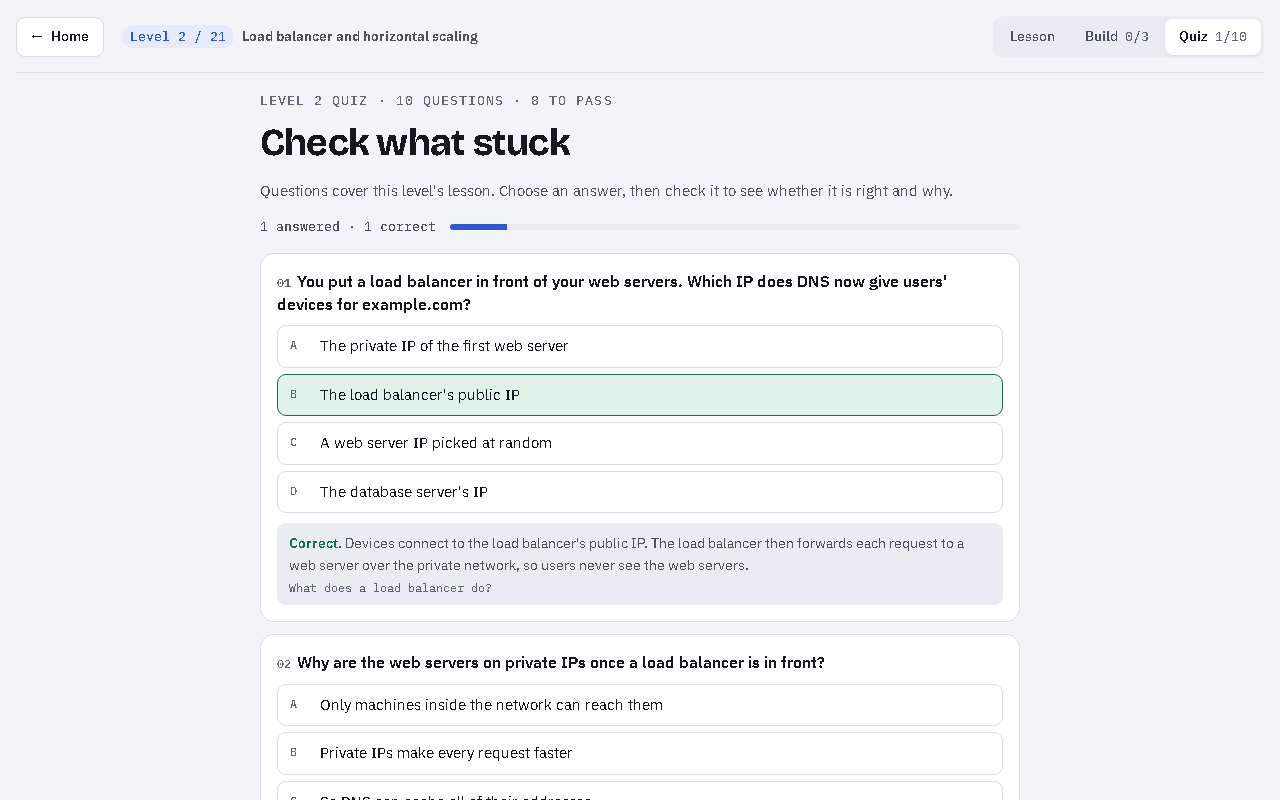 ← Home
Level 2 / 21
Load balancer and horizontal scaling
Lesson
Build 0/3
Quiz 1/10
LEVEL 2 QUIZ · 10 QUESTIONS · 8 TO PASS
Check what stuck
Questions cover this level's lesson. Choose an answer, then check it to see whether it is right and why.
1 answered · 1 correct
01 You put a load balancer in front of your web servers. Which IP does DNS now give users'
devices for example.com?
A The private IP of the first web server
B The load balancer's public IP
C A web server IP picked at random
D The database server's IP
Correct. Devices connect to the load balancer's public IP. The load balancer then forwards each request to a
web server over the private network, so users never see the web servers.
What does a load balancer do?
02 Why are the web servers on private IPs once a load balancer is in front?
A Only machines inside the network can reach them
B Private IPs make every request faster
C So DNS can cache all of their addresses